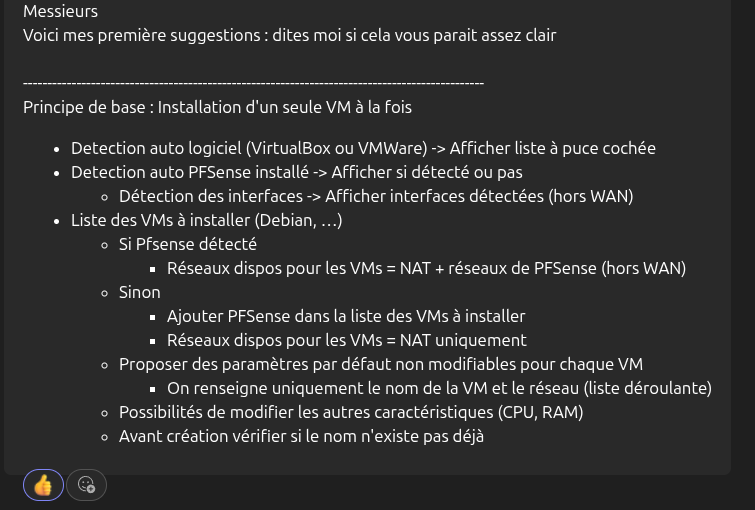 Messieurs
Voici mes première suggestions : dites moi si cela vous parait assez clair
------------------------------------------------------------------------------------------------
Principe de base : Installation d'un seule VM à la fois
• Detection auto logiciel (VirtualBox ou VMWare) -> Afficher liste à puce cochée
• Detection auto PFSense installé -> Afficher si détecté ou pas
◦ Détection des interfaces -> Afficher interfaces détectées (hors WAN)
• Liste des VMs à installer (Debian, ...)
◦ Si Pfsense détecté
▪ Réseaux dispos pour les VMs = NAT + réseaux de PFSense (hors WAN)
◦ Sinon
▪ Ajouter PFSense dans la liste des VMs à installer
▪ Réseaux dispos pour les VMs = NAT uniquement
◦ Proposer des paramètres par défaut non modifiables pour chaque VM
▪ On renseigne uniquement le nom de la VM et le réseau (liste déroulante)
◦ Possibilités de modifier les autres caractéristiques (CPU, RAM)
◦ Avant création vérifier si le nom n'existe pas déjà